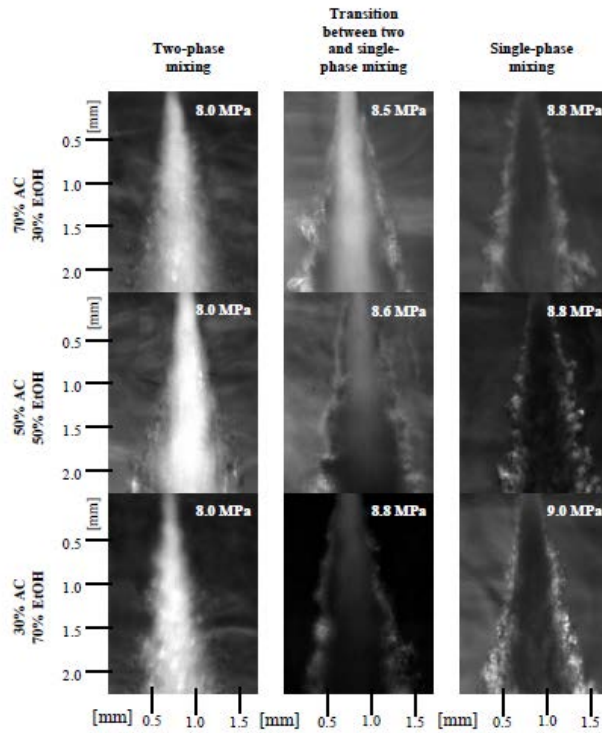 Two-phase
mixing
Transition
between two
and single-
phase mixing
Single-phase
mixing
70% AC
30% EtOH
[mm]
0.5
1.0
1.5
2.0
8.0 MPa
8.5 MPa
8.8 MPa
50% AC
50% EtOH
[mm]
0.5
1.0
1.5
2.0
8.0 MPa
8.6 MPa
8.8 MPa
30% AC
70% EtOH
[mm]
0.5
1.0
1.5
2.0
8.0 MPa
8.8 MPa
9.0 MPa
[mm] 0.5 1.0 1.5 [mm] 0.5 1.0 1.5 [mm] 0.5 1.0 1.5